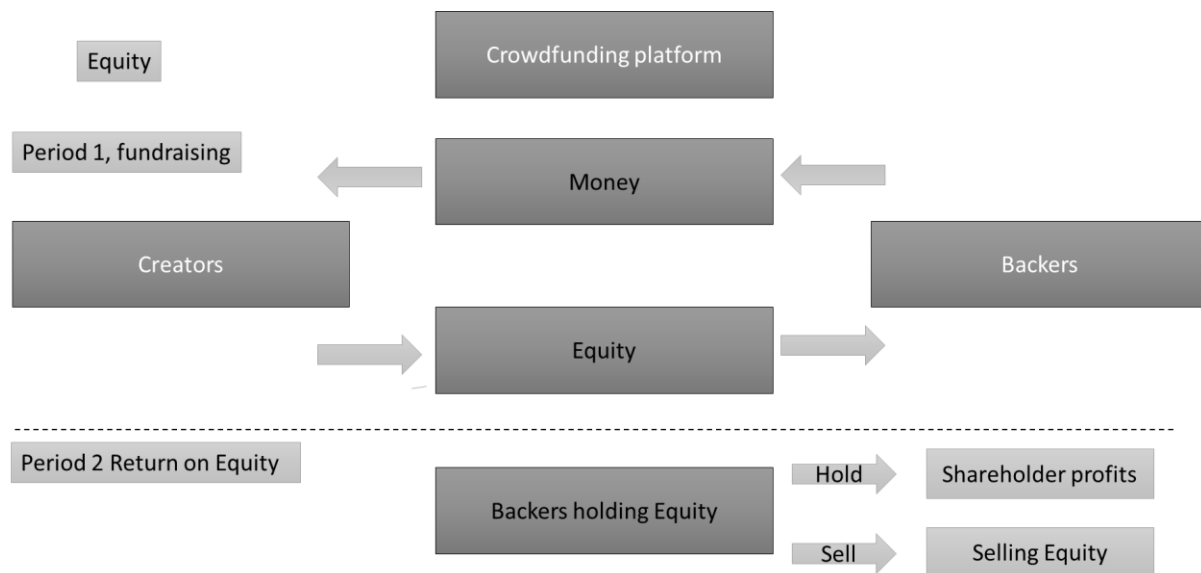 Equity
Crowdfunding platform
Period 1, fundraising
Money
Creators
Backers
Equity
Period 2 Return on Equity
Backers holding Equity
Hold
Shareholder profits
Sell
Selling Equity